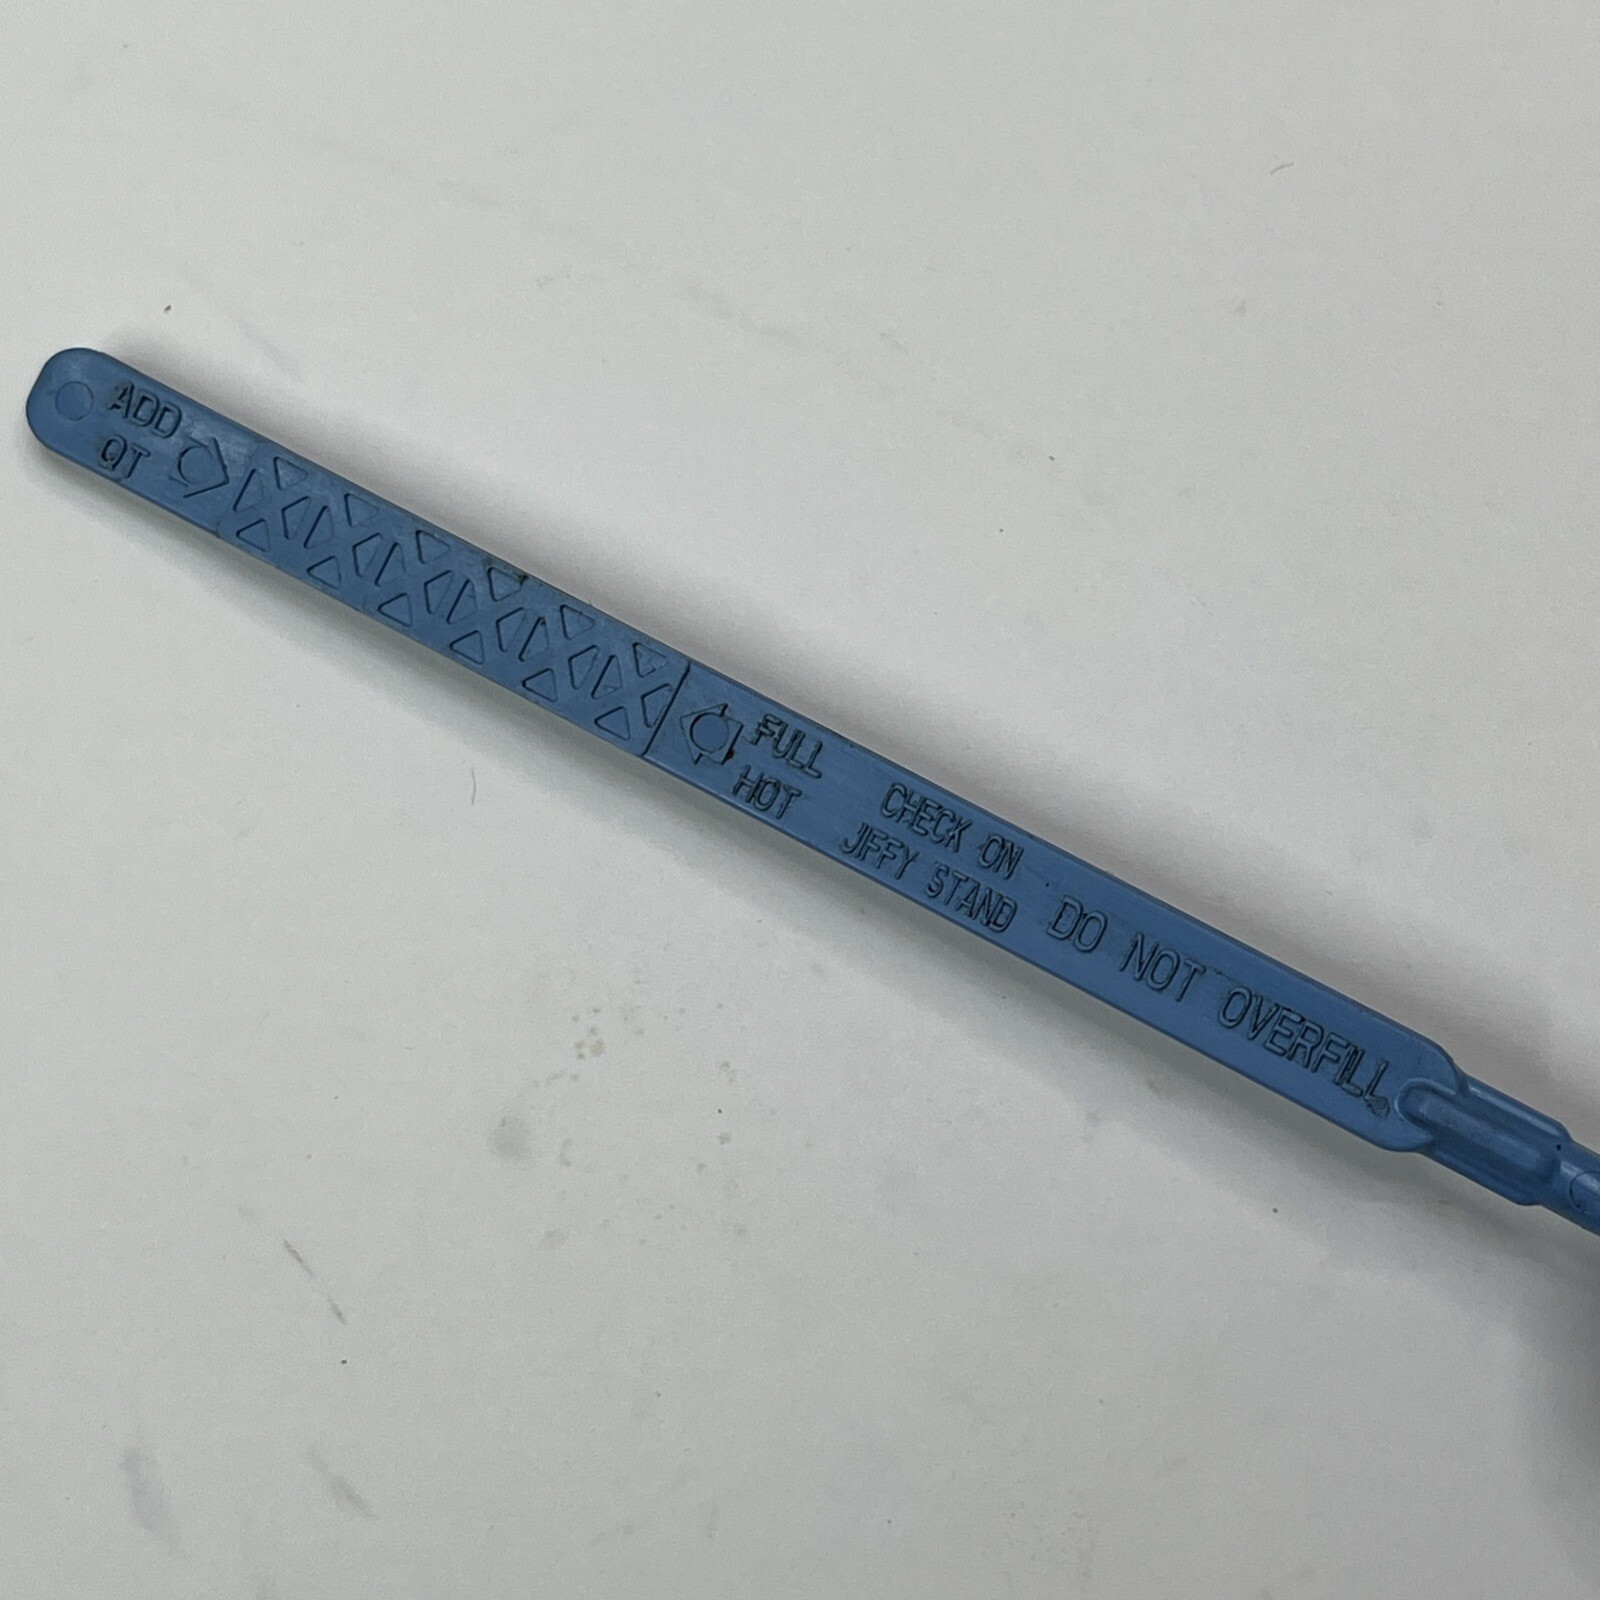 ADD
QT
FULL
HOT
CHECK ON
JIFFY STAND
DO NOT OVERFILL